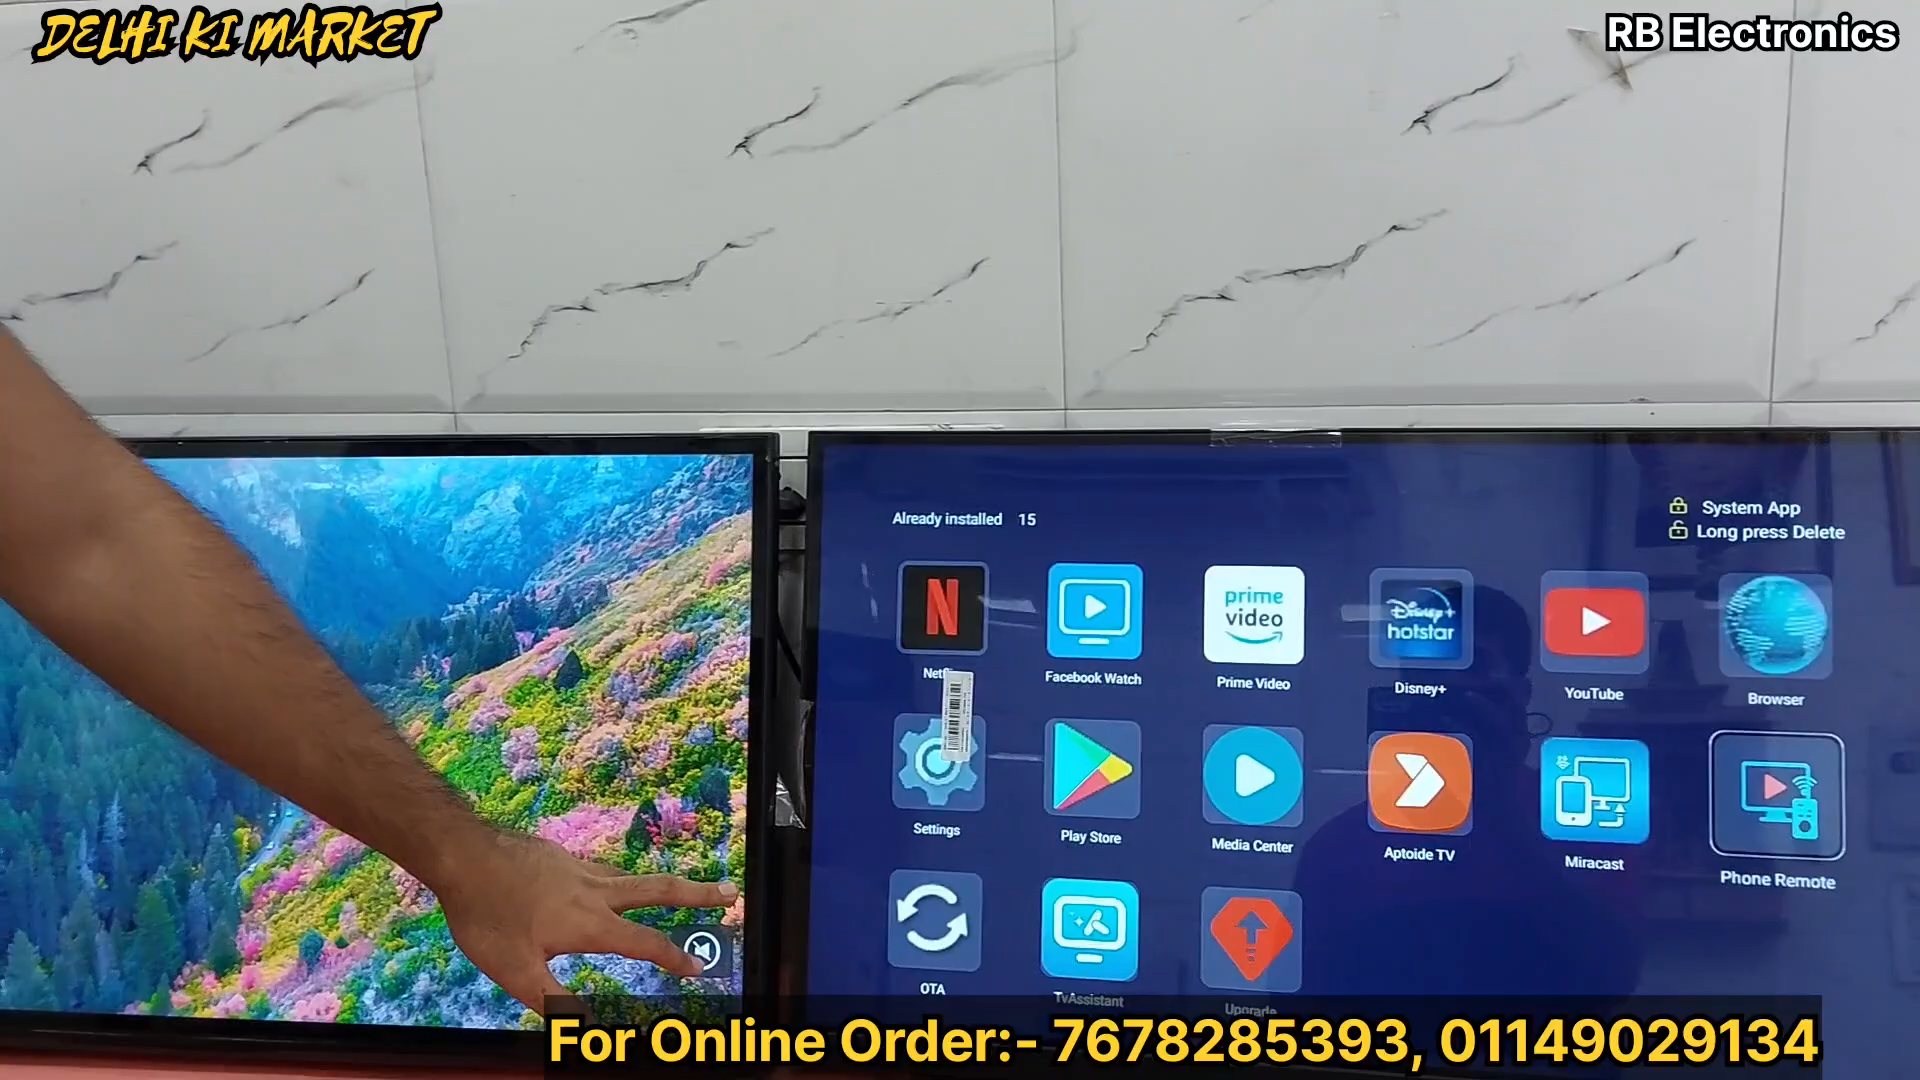 DELHI KI MARKET
RB Electronics
Already installed 15
System App
Long press Delete
prime video
Disney+ hotstar
Facebook Watch
Prime Video
Disney+
YouTube
Browser
Settings
Play Store
Media Center
Aptoide TV
Miracast
Phone Remote
OTA
TvAssistant
Upgrade
For Online Order:- 7678285393, 01149029134